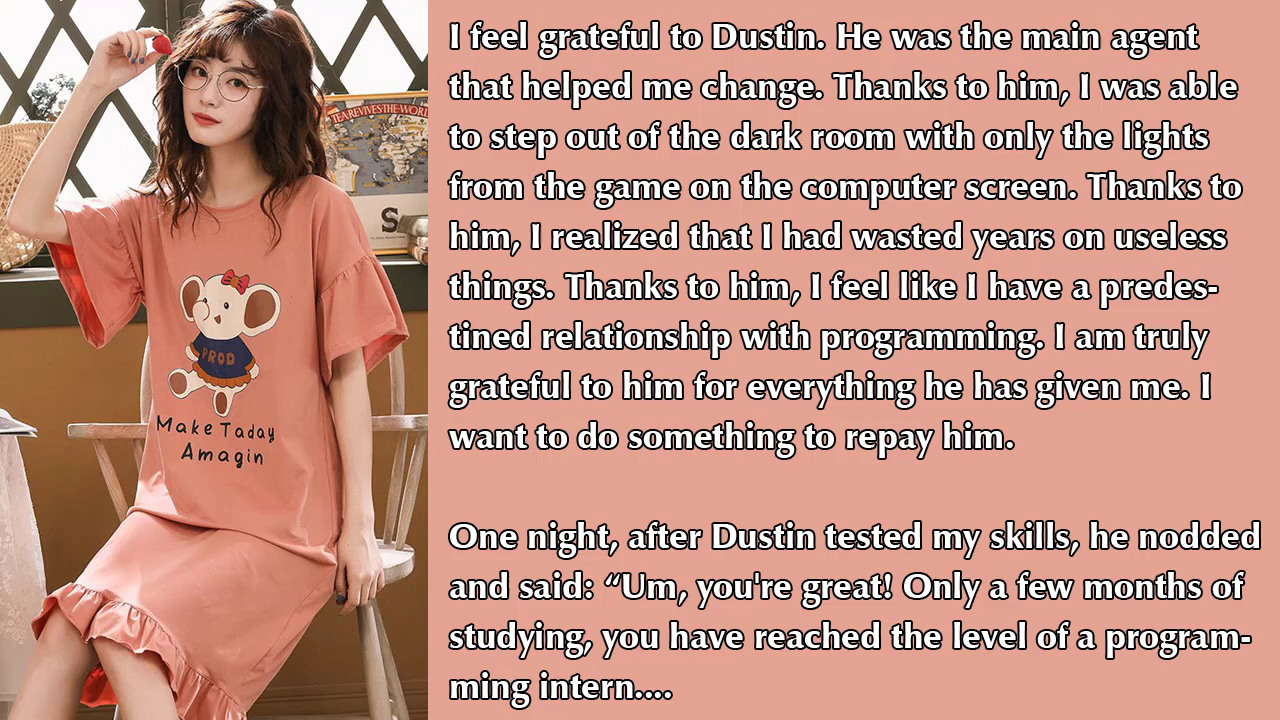 TEA REVIVES THE WORLD
S
FROD
Make Taday
Amagin
I feel grateful to Dustin. He was the main agent
that helped me change. Thanks to him, I was able
to step out of the dark room with only the lights
from the game on the computer screen. Thanks to
him, I realized that I had wasted years on useless
things. Thanks to him, I feel like I have a predes-
tined relationship with programming. I am truly
grateful to him for everything he has given me. I
want to do something to repay him.
One night, after Dustin tested my skills, he nodded
and said: “Um, you're great! Only a few months of
studying, you have reached the level of a program-
ming intern....